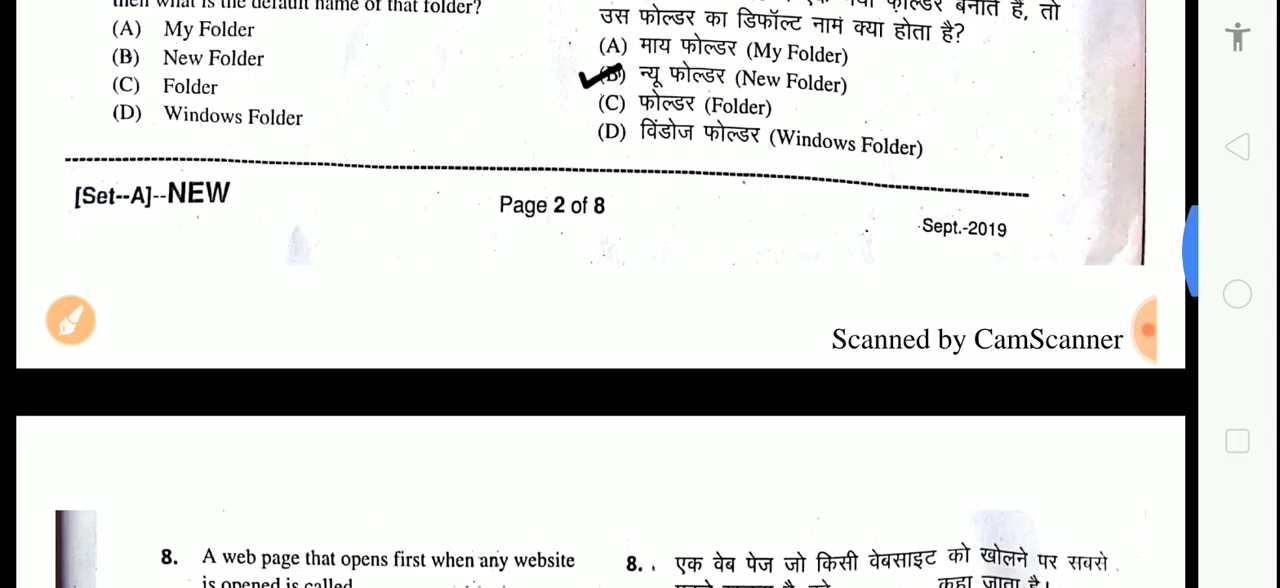 then what is the default name of that folder?
(A) My Folder
(B) New Folder
(C) Folder
(D) Windows Folder
फोल्डर बनाते हैं, तो
उस फोल्डर का डिफॉल्ट नाम क्या होता है?
(A) माय फोल्डर (My Folder)
(B) न्यू फोल्डर (New Folder)
(C) फोल्डर (Folder)
(D) विंडोज फोल्डर (Windows Folder)
[Set--A]--NEW
Page 2 of 8
Sept.-2019
Scanned by CamScanner
8. A web page that opens first when any website
is opened is called
8. एक वेब पेज जो किसी वेबसाइट को खोलने पर सबसे
कहा जाता है।